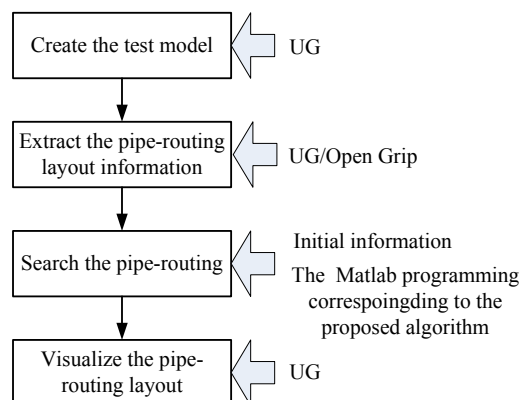 Create the test model
UG
Extract the pipe-routing
layout information
UG/Open Grip
Search the pipe-routing
Initial information
The Matlab programming
correspoingding to the
proposed algorithm
Visualize the pipe-
routing layout
UG